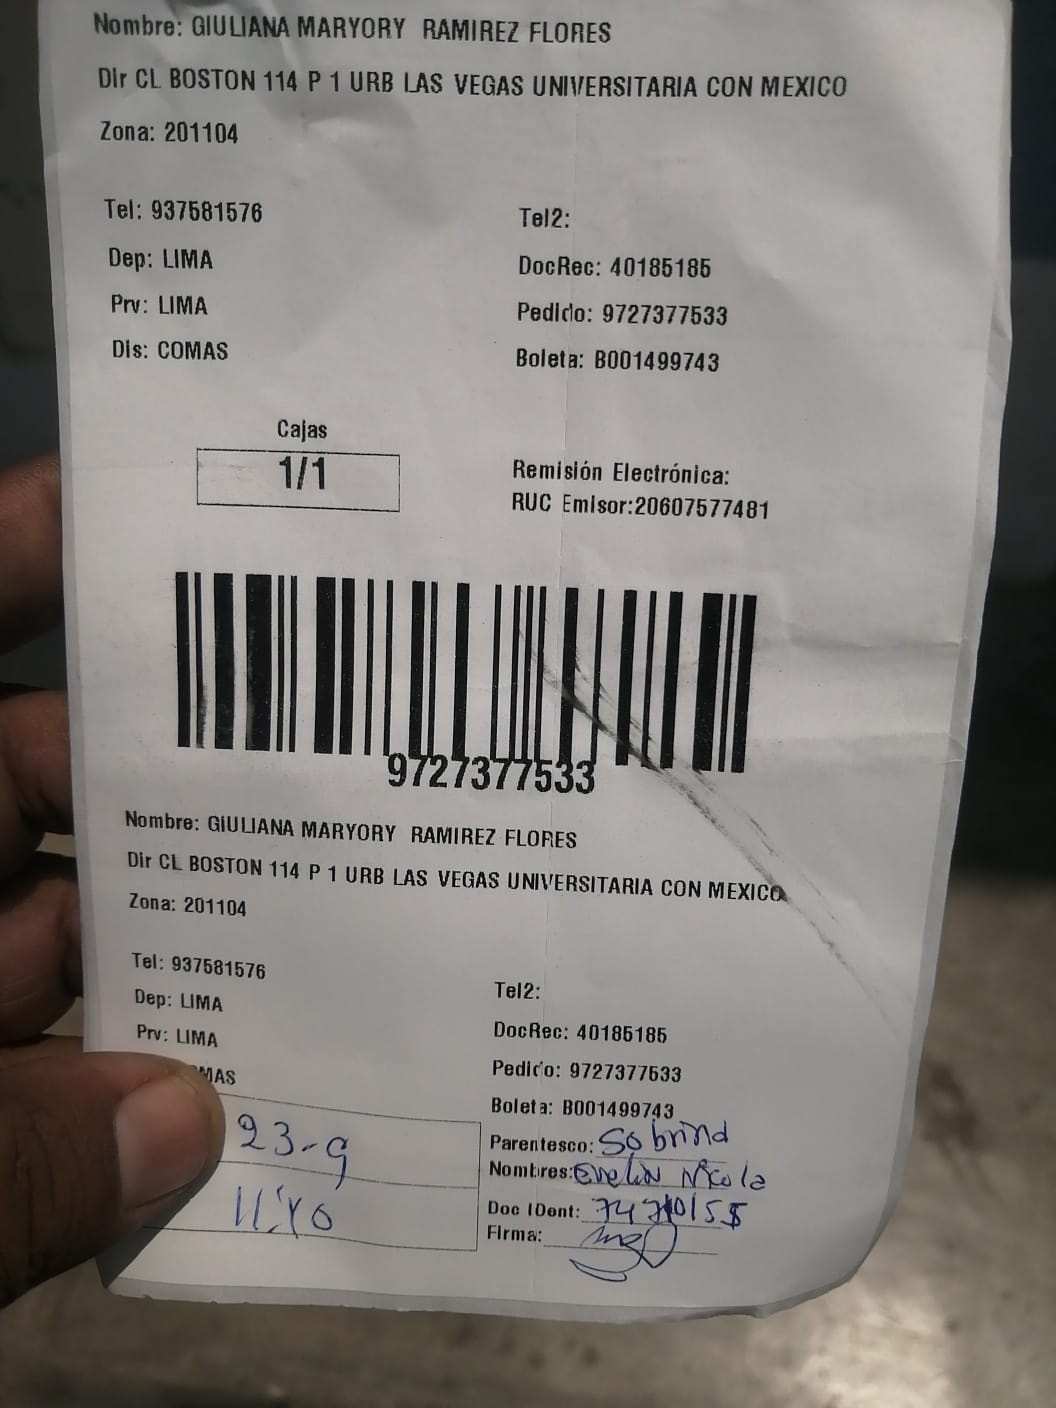 Nombre: GIULIANA MARYORY RAMIREZ FLORES
Dir CL BOSTON 114 P 1 URB LAS VEGAS UNIVERSITARIA CON MEXICO
Zona: 201104
Tel: 937581576
Tel2:
Dep: LIMA
DocRec: 40185185
Prv: LIMA
Pedido: 9727377533
Dis: COMAS
Boleta: B001499743
Cajas
1/1
Remisión Electrónica:
RUC Emisor:20607577481
9727377533
Nombre: GIULIANA MARYORY RAMIREZ FLORES
Dir CL BOSTON 114 P 1 URB LAS VEGAS UNIVERSITARIA CON MEXICO
Zona: 201104
Tel: 937581576
Tel2:
Dep: LIMA
DocRec: 40185185
Prv: LIMA
Pedido: 9727377533
MAS
Boleta: B001499743
23-9
Parentesco: Sobrina
Nombres: Evelin Nicole
Doc IDent:
Firma: